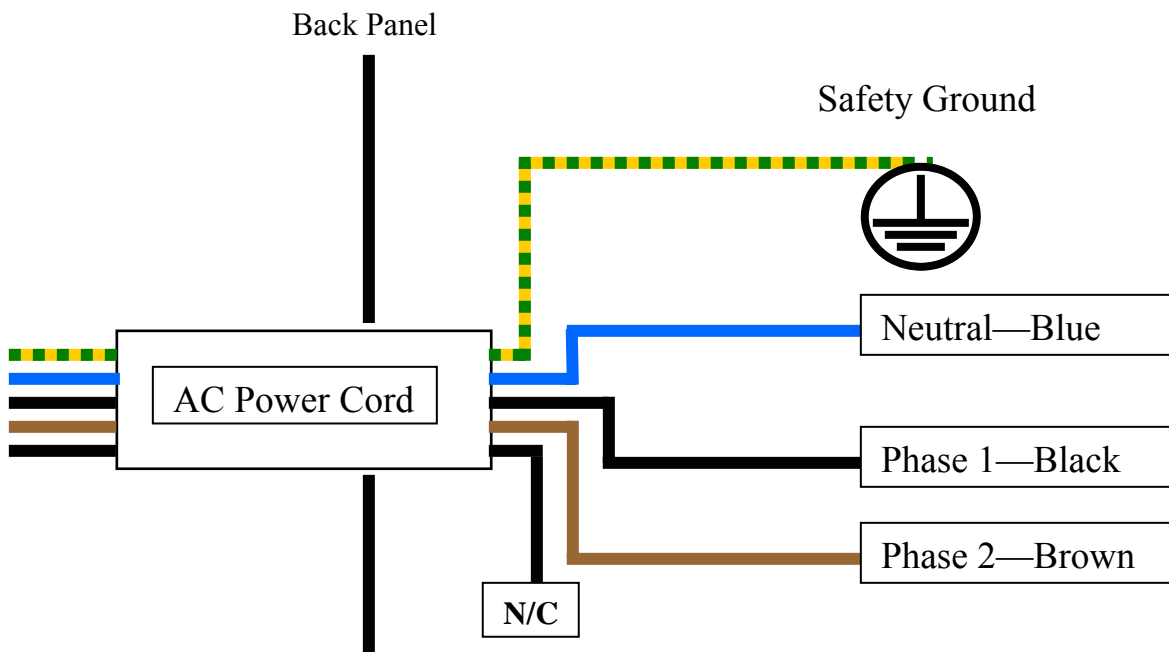 Back Panel
Safety Ground
Neutral—Blue
AC Power Cord
Phase 1—Black
Phase 2—Brown
N/C